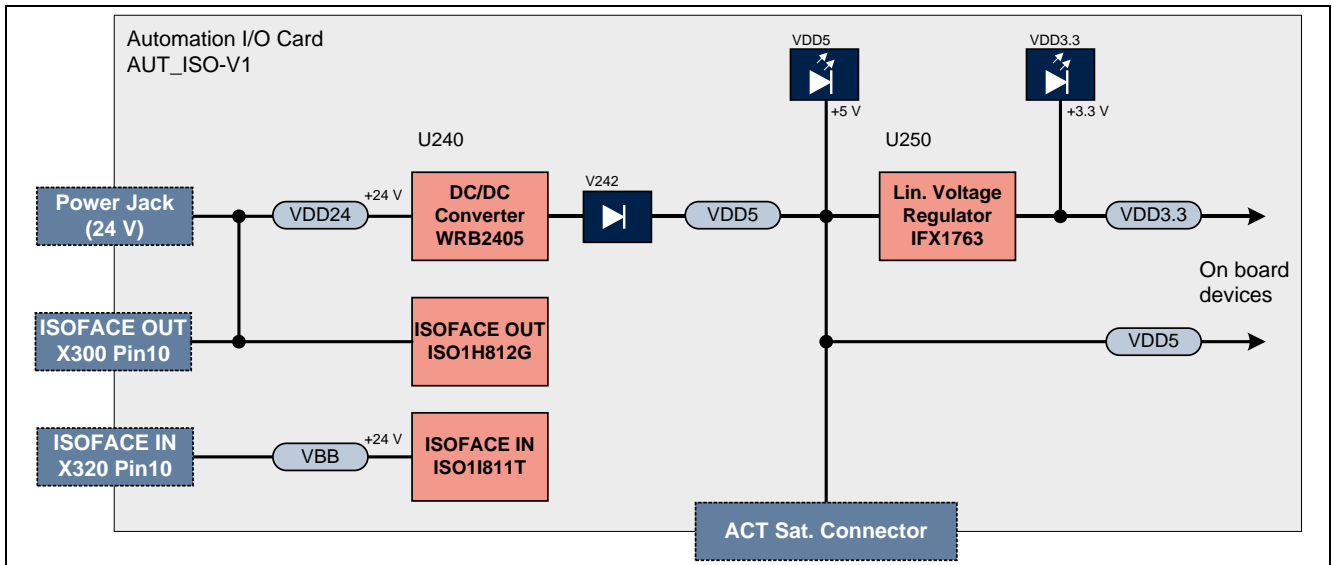 Automation I/O Card
AUT_ISO-V1
VDD5
VDD3.3
+5 V
+3.3 V
U240
U250
Power Jack
(24 V)
VDD24
+24 V
DC/DC
Converter
WRB2405
V242
VDD5
Lin. Voltage
Regulator
IFX1763
VDD3.3
On board
devices
ISOFACE OUT
X300 Pin10
ISOFACE OUT
ISO1H812G
VDD5
ISOFACE IN
X320 Pin10
VBB
+24 V
ISOFACE IN
ISO1I811T
ACT Sat. Connector